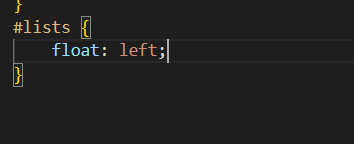 }
#lists {
    float: left;
}